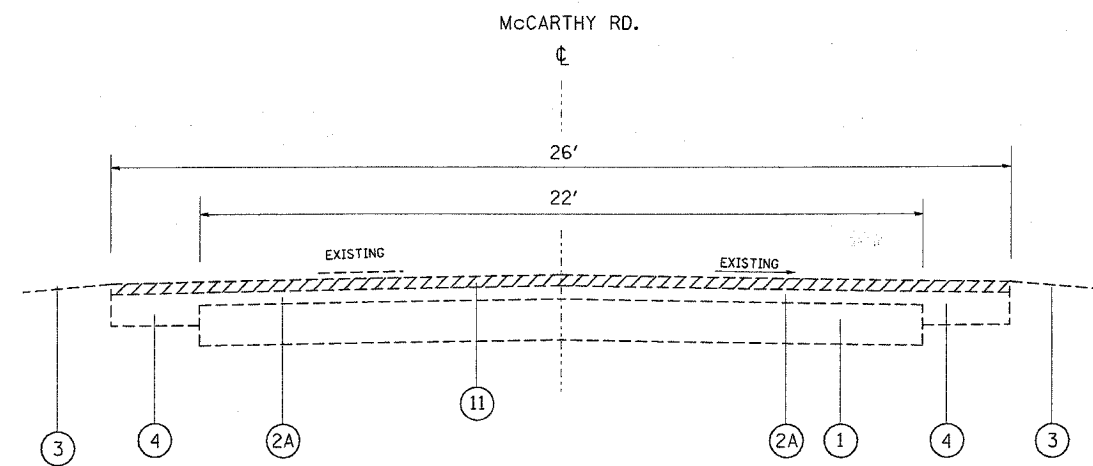 McCARTHY RD.
℄
26'
22'
EXISTING
EXISTING
11
3
4
2A
2A
1
4
3